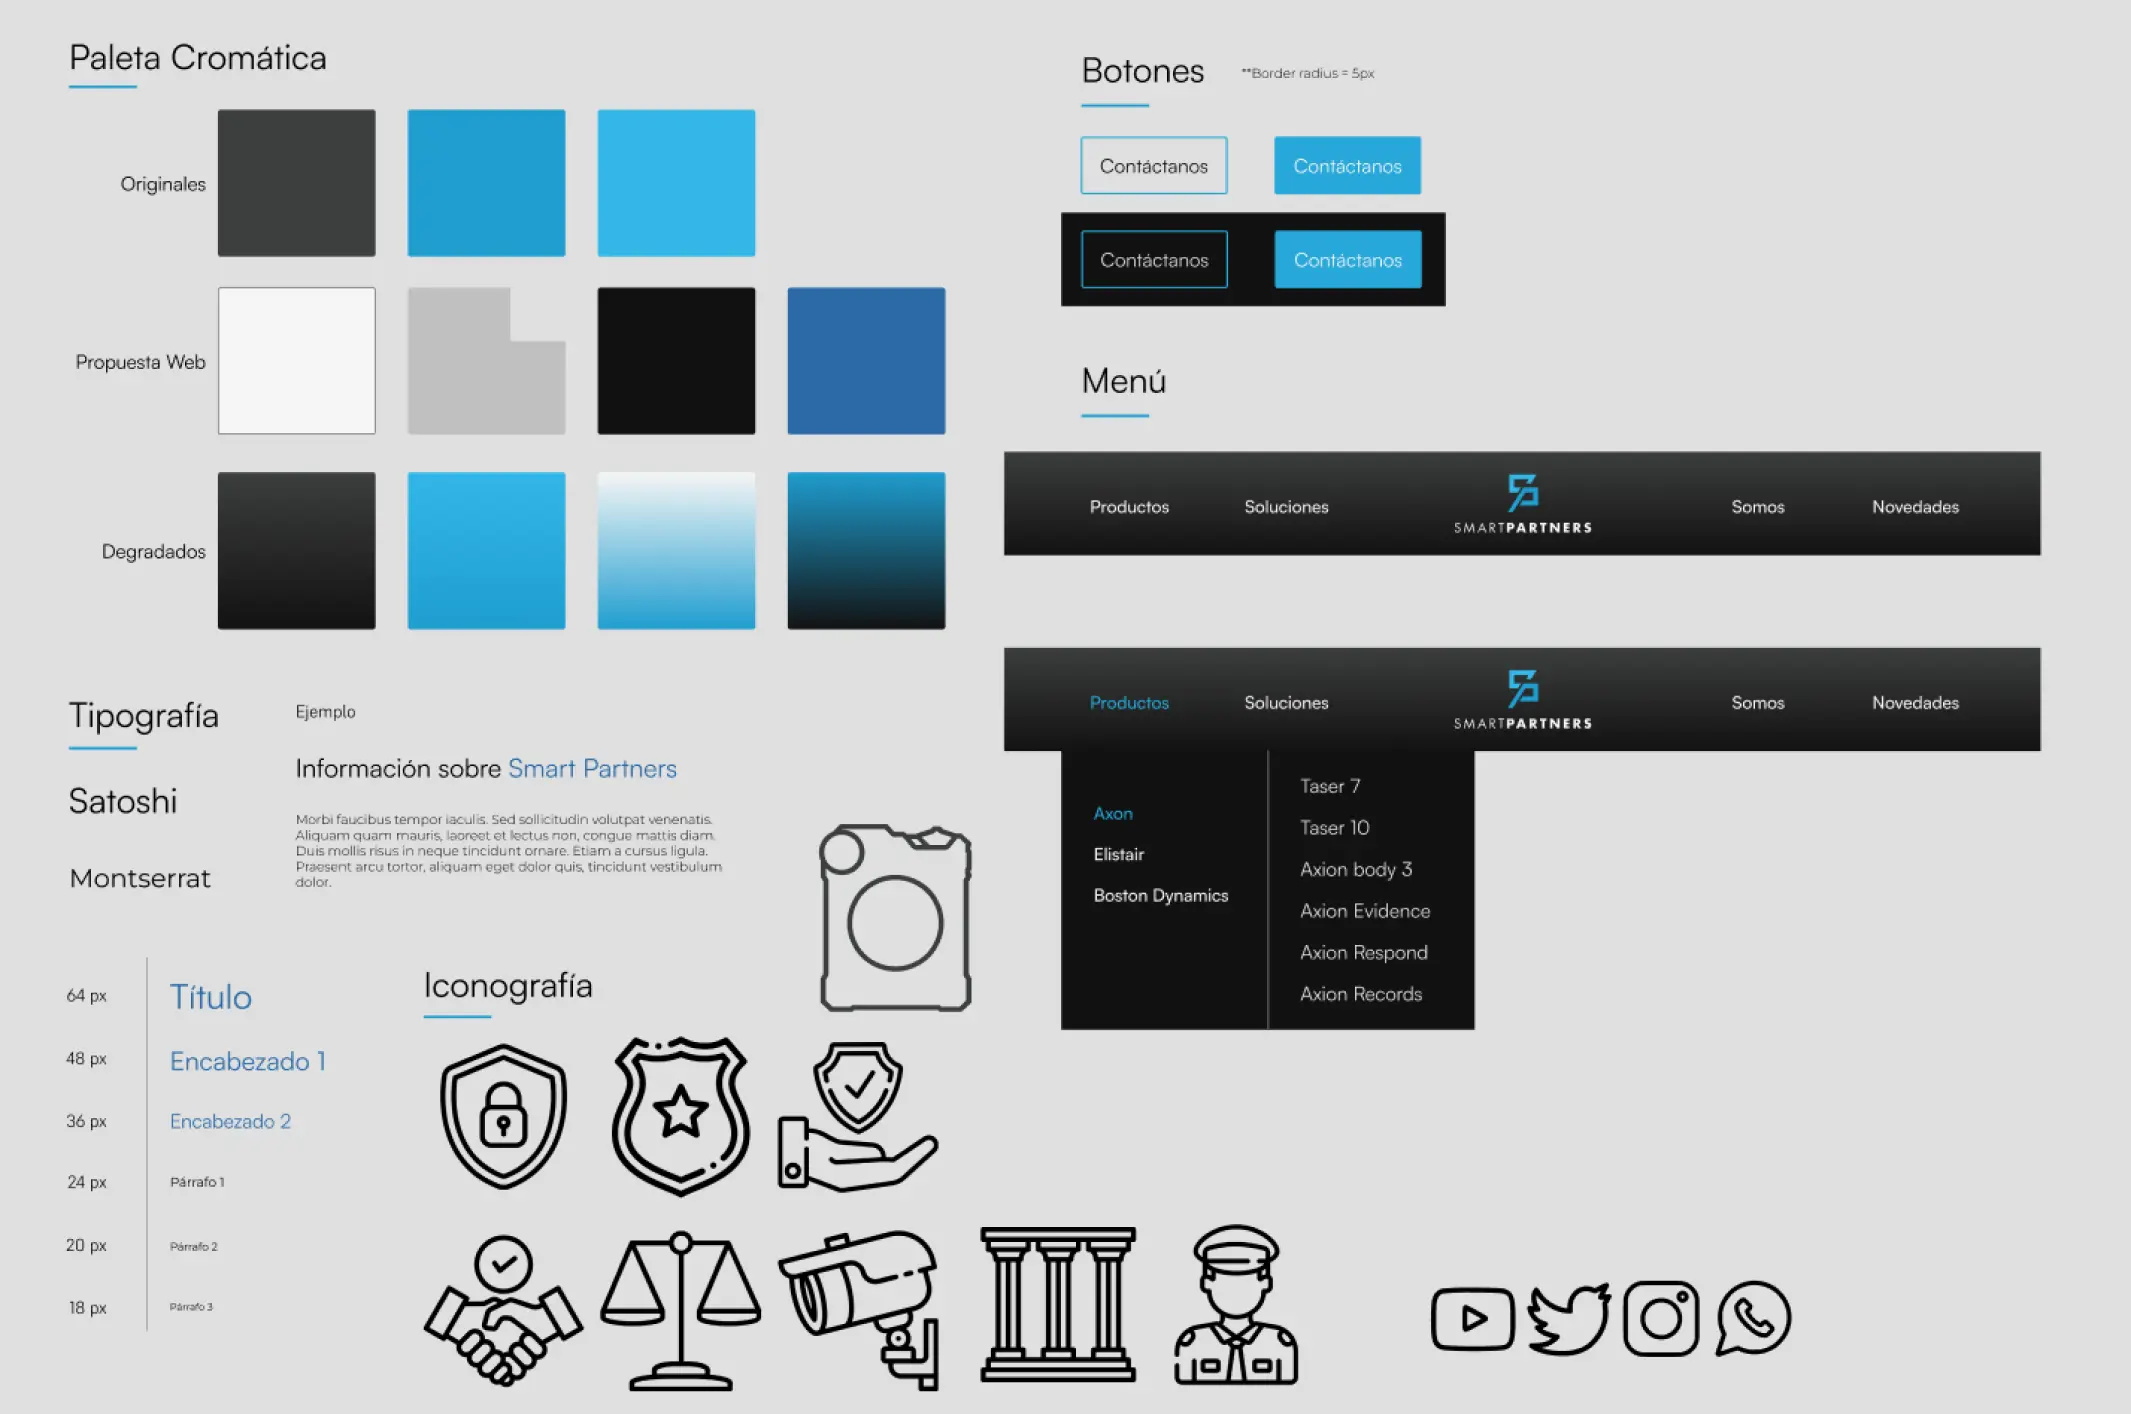 Paleta Cromática
Originales
Propuesta Web
Degradados
Tipografía
Satoshi
Montserrat
Ejemplo
Información sobre Smart Partners
Morbi faucibus tempor iaculis. Sed sollicitudin volutpat venenatis.
Aliquam quam mauris, laoreet et lectus non, congue mattis diam.
Duis mollis risus in neque tincidunt ornare. Etiam a cursus ligula.
Praesent arcu tortor, aliquam eget dolor quis, tincidunt vestibulum
dolor.
64 px Título
48 px Encabezado 1
36 px Encabezado 2
24 px Párrafo 1
20 px Párrafo 2
18 px Párrafo 3
Iconografía
Botones **Border radius = 5px
Contáctanos Contáctanos
Contáctanos Contáctanos
Menú
Productos Soluciones SMARTPARTNERS Somos Novedades
Productos Soluciones SMARTPARTNERS Somos Novedades
Axon
Elistair
Boston Dynamics
Taser 7
Taser 10
Axion body 3
Axion Evidence
Axion Respond
Axion Records